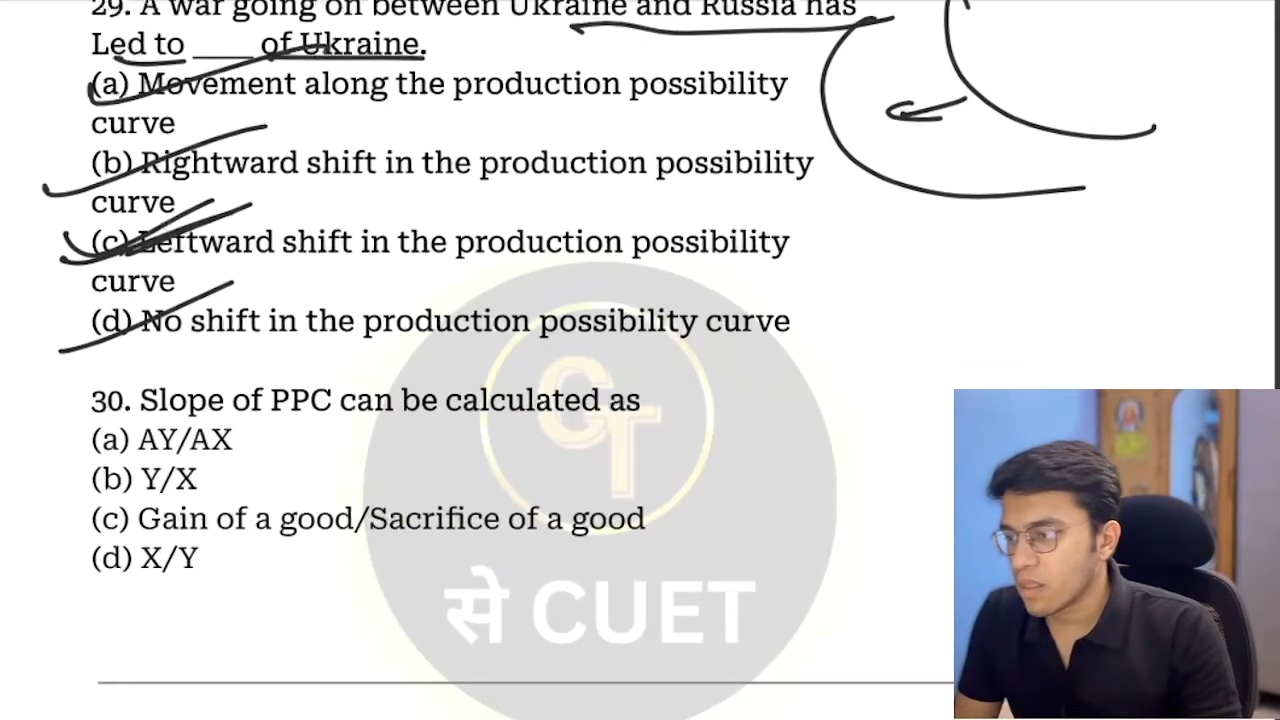 29. A war going on between Ukraine and Russia has
Led to ____ of Ukraine.
(a) Movement along the production possibility
curve
(b) Rightward shift in the production possibility
curve
(c) Leftward shift in the production possibility
curve
(d) No shift in the production possibility curve
30. Slope of PPC can be calculated as
(a) AY/AX
(b) Y/X
(c) Gain of a good/Sacrifice of a good
(d) X/Y
GT
से CUET